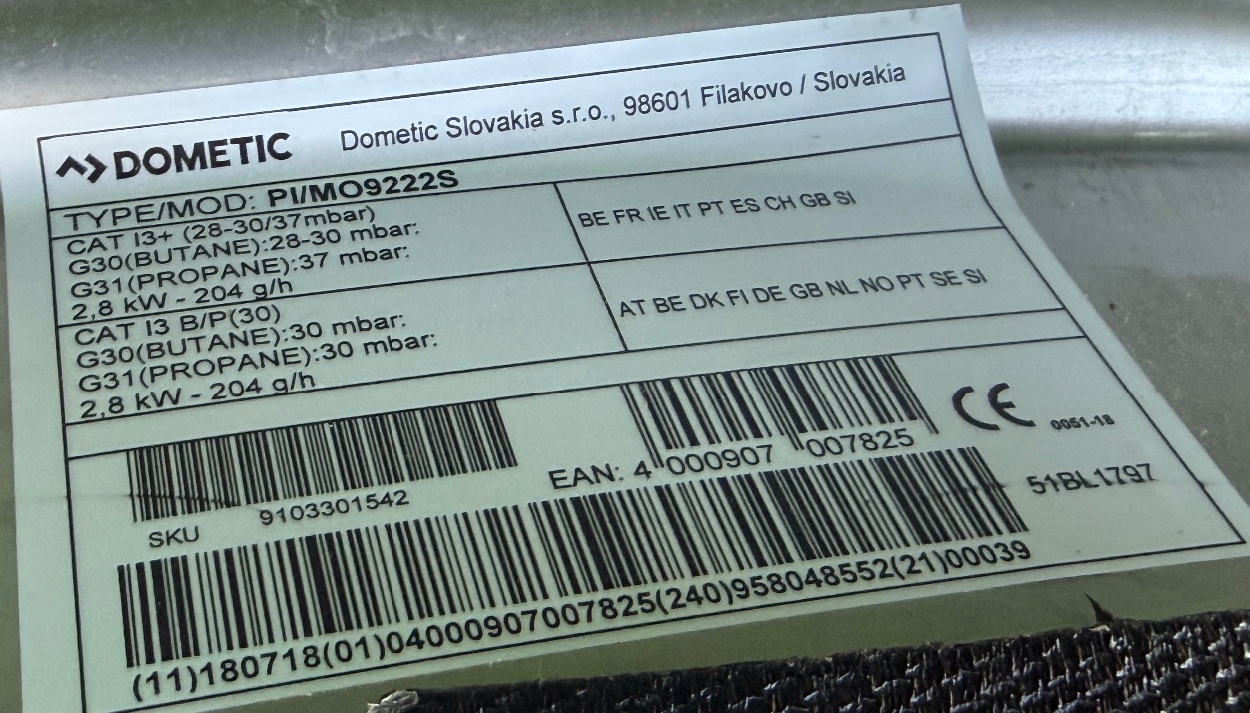 DOMETIC Dometic Slovakia s.r.o., 98601 Filakovo / Slovakia
TYPE/MOD: PI/MO9222S
CAT I3+ (28-30/37mbar)
G30(BUTANE):28-30 mbar:
G31(PROPANE):37 mbar:
2,8 kW - 204 g/h
BE FR IE IT PT ES CH GB SI
CAT I3 B/P(30)
G30(BUTANE):30 mbar:
G31(PROPANE):30 mbar:
2,8 kW - 204 g/h
AT BE DK FI DE GB NL NO PT SE SI
SKU 9103301542
EAN: 4 000907 007825
CE 0051-18
51BL1797
(11)180718(01)04000907007825(240)958048552(21)00039